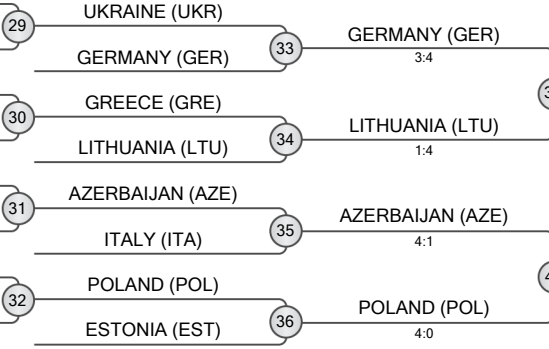 29
UKRAINE (UKR)
GERMANY (GER)
33
GERMANY (GER)
3:4
30
GREECE (GRE)
LITHUANIA (LTU)
34
LITHUANIA (LTU)
1:4
31
AZERBAIJAN (AZE)
ITALY (ITA)
35
AZERBAIJAN (AZE)
4:1
32
POLAND (POL)
ESTONIA (EST)
36
POLAND (POL)
4:0